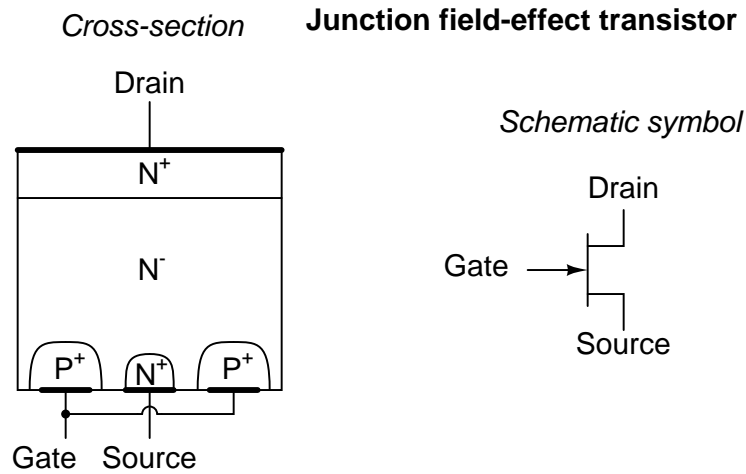 Cross-section
Junction field-effect transistor
Drain
Schematic symbol
N⁺
Drain
N⁻
Gate
Source
P⁺
N⁺
P⁺
Gate
Source